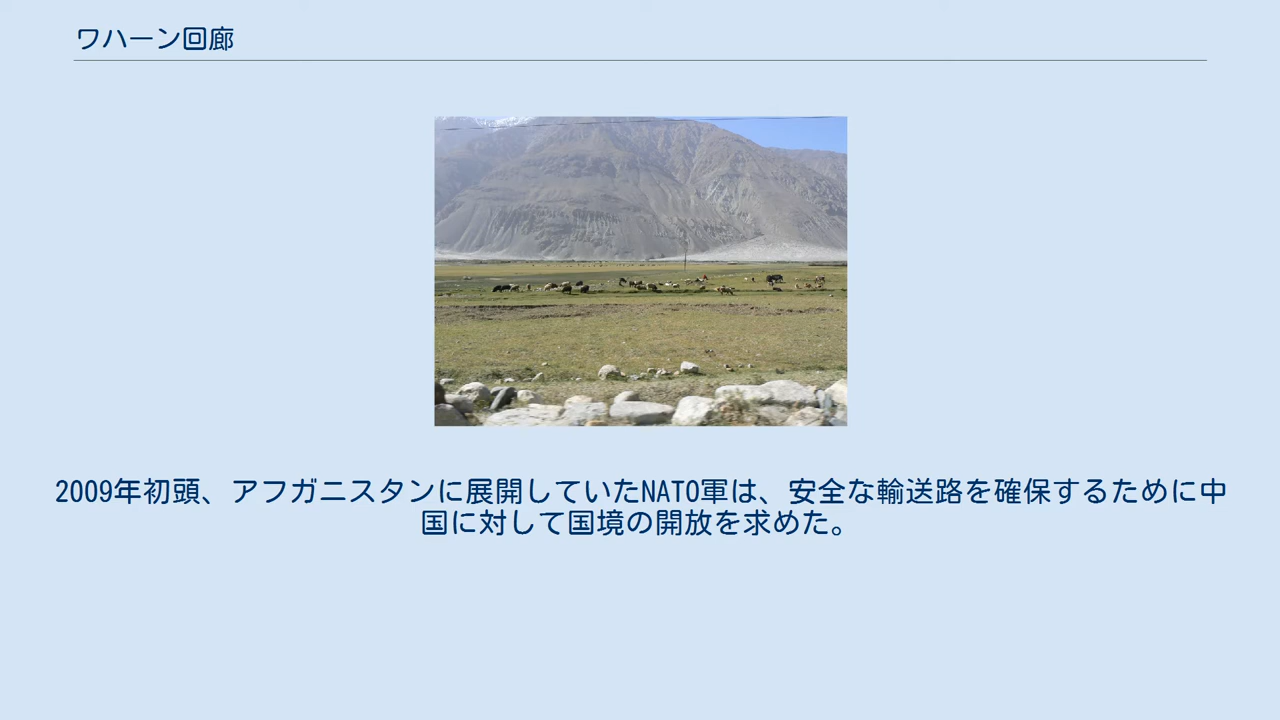 ワハーン回廊
2009年初頭、アフガニスタンに展開していたNATO軍は、安全な輸送路を確保するために中
国に対して国境の開放を求めた。